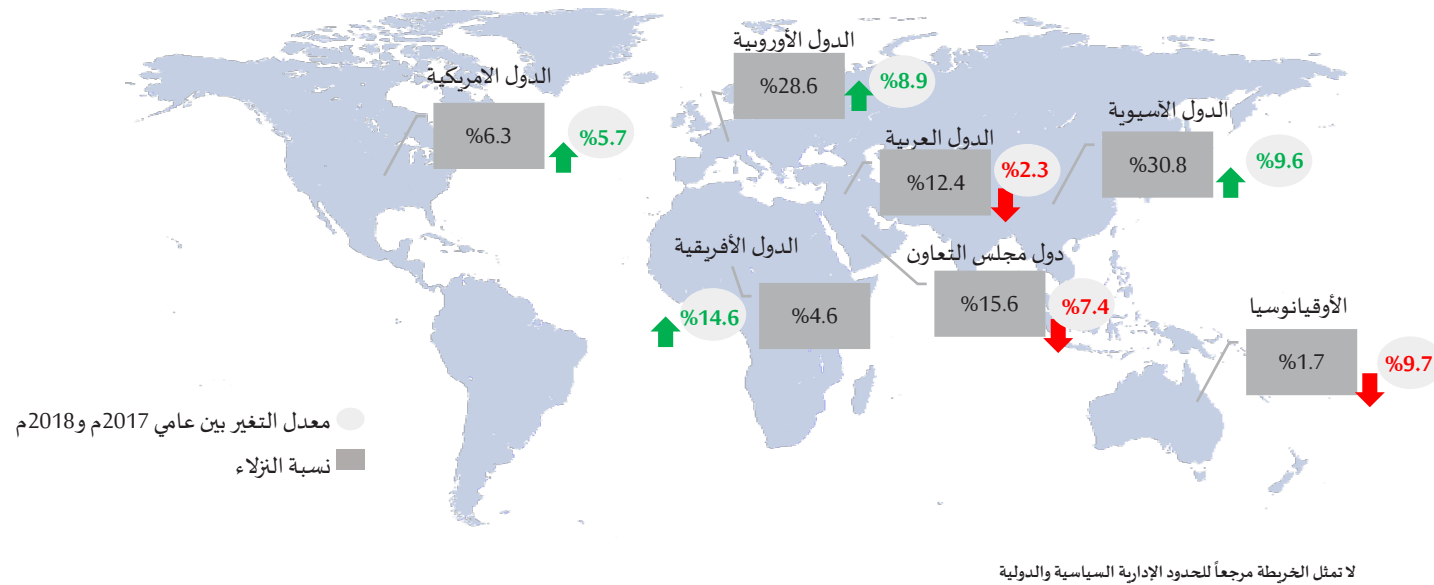 الدول الأوروبية
%28.6
%8.9
الدول الامريكية
%6.3
%5.7
الدول الآسيوية
%30.8
%9.6
الدول العربية
%12.4
%2.3
الدول الأفريقية
%4.6
%14.6
دول مجلس التعاون
%15.6
%7.4
الأوقيانوسيا
%1.7
%9.7
معدل التغير بين عامي 2017م و2018م
نسبة النزلاء
لا تمثل الخريطة مرجعاً للحدود الإدارية السياسية والدولية